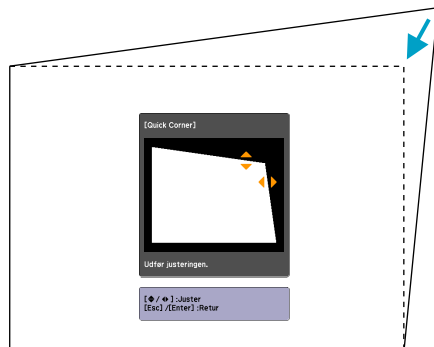 [Quick Corner]
Udfør justeringen.
[ / ] :Juster
[Esc] /[Enter] :Retur